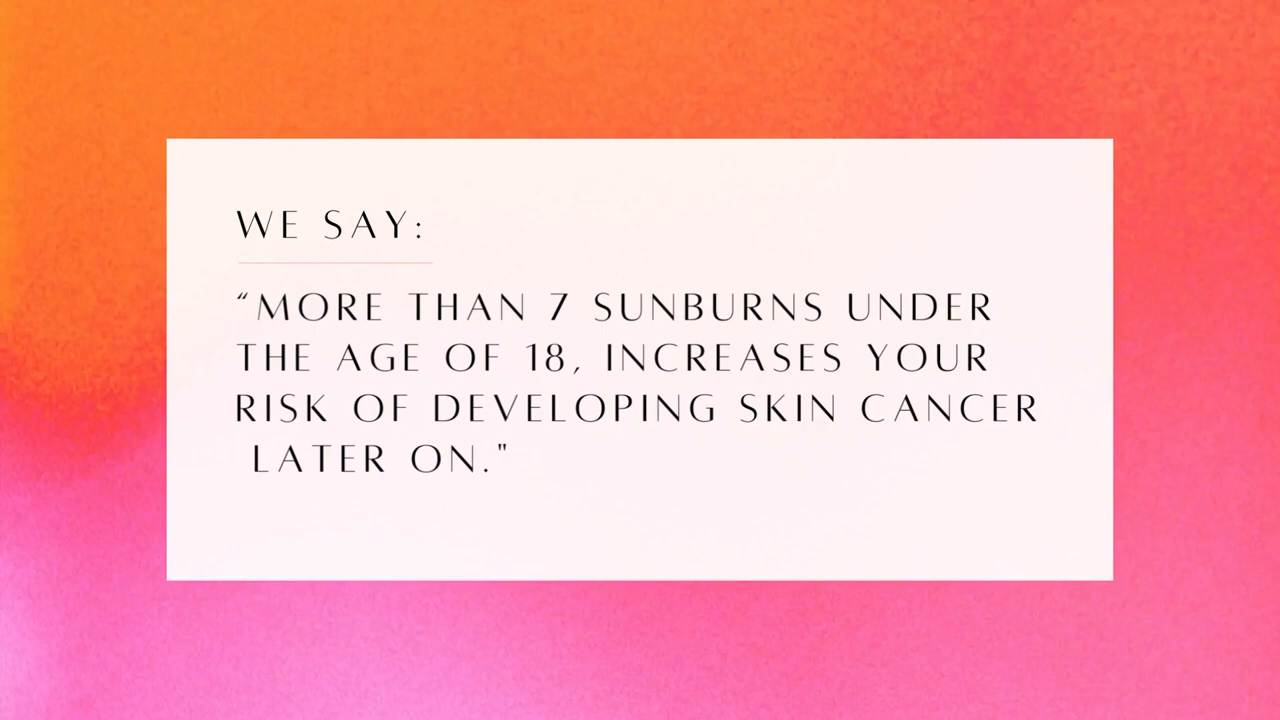 WE SAY:
“MORE THAN 7 SUNBURNS UNDER
THE AGE OF 18, INCREASES YOUR
RISK OF DEVELOPING SKIN CANCER
LATER ON."